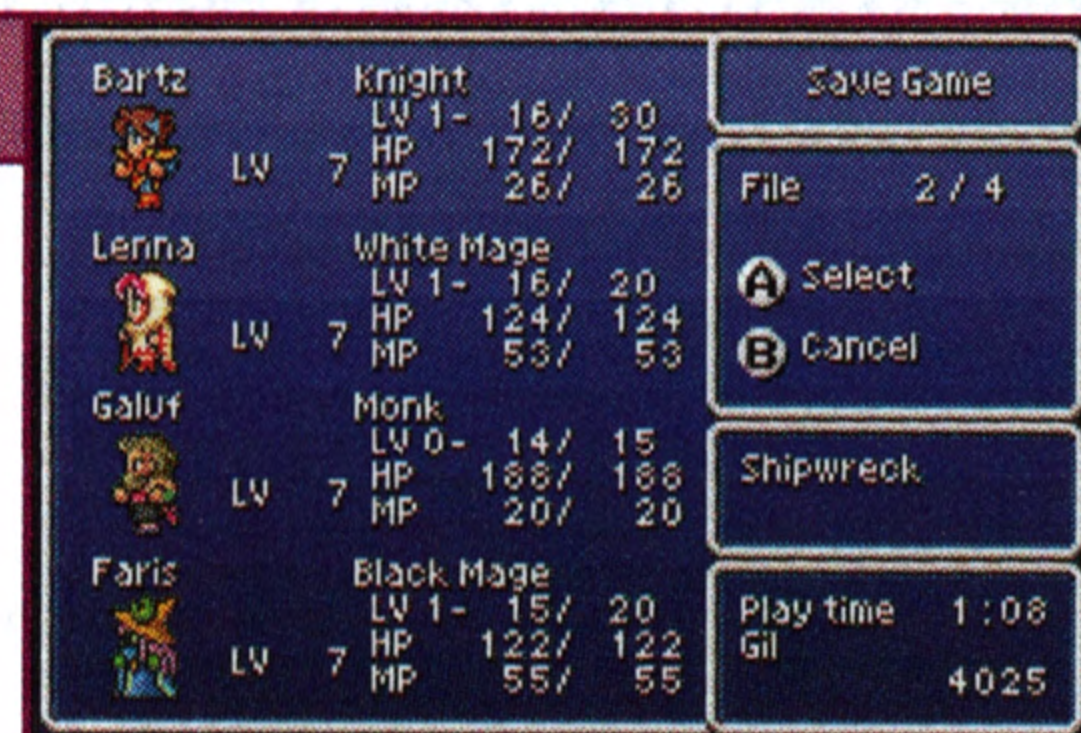 Bartz Knight
LV 1- 16/ 30
LV 7 HP 172/ 172
MP 26/ 26
Lenna White Mage
LV 1- 16/ 20
LV 7 HP 124/ 124
MP 53/ 53
Galuf Monk
LV 0- 14/ 15
LV 7 HP 188/ 188
MP 20/ 20
Faris Black Mage
LV 1- 15/ 20
LV 7 HP 122/ 122
MP 55/ 55
Save Game
File 2 / 4
A Select
B Cancel
Shipwreck
Play time 1:08
Gil
4025